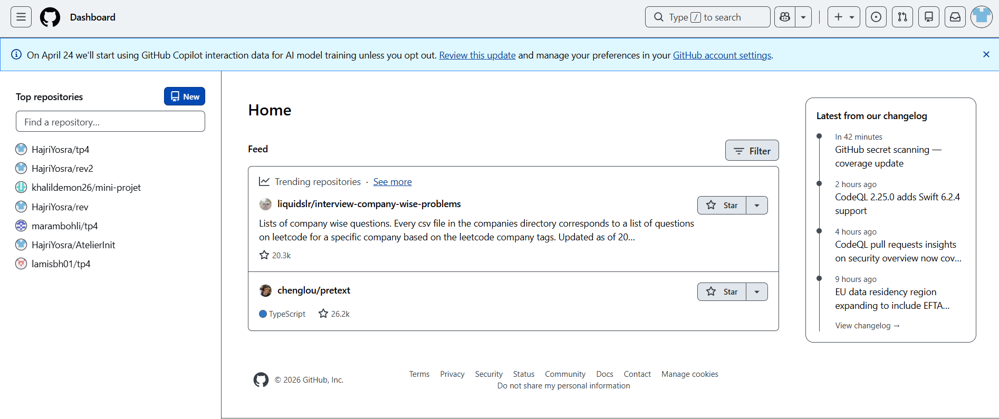 Dashboard
Type / to search
On April 24 we'll start using GitHub Copilot interaction data for AI model training unless you opt out. Review this update and manage your preferences in your GitHub account settings.
Top repositories
New
Find a repository...
HajriYosra/tp4
HajriYosra/rev2
khalildemon26/mini-projet
HajriYosra/rev
marambohli/tp4
HajriYosra/AtelierInit
lamisbh01/tp4
Home
Feed
Filter
Trending repositories · See more
liquidslr/interview-company-wise-problems
Star
Lists of company wise questions. Every csv file in the companies directory corresponds to a list of questions
on leetcode for a specific company based on the leetcode company tags. Updated as of 20...
20.3k
chenglou/pretext
Star
TypeScript
26.2k
Latest from our changelog
In 42 minutes
GitHub secret scanning —
coverage update
2 hours ago
CodeQL 2.25.0 adds Swift 6.2.4
support
4 hours ago
CodeQL pull requests insights
on security overview now cov...
9 hours ago
EU data residency region
expanding to include EFTA...
View changelog →
© 2026 GitHub, Inc.
Terms Privacy Security Status Community Docs Contact Manage cookies
Do not share my personal information